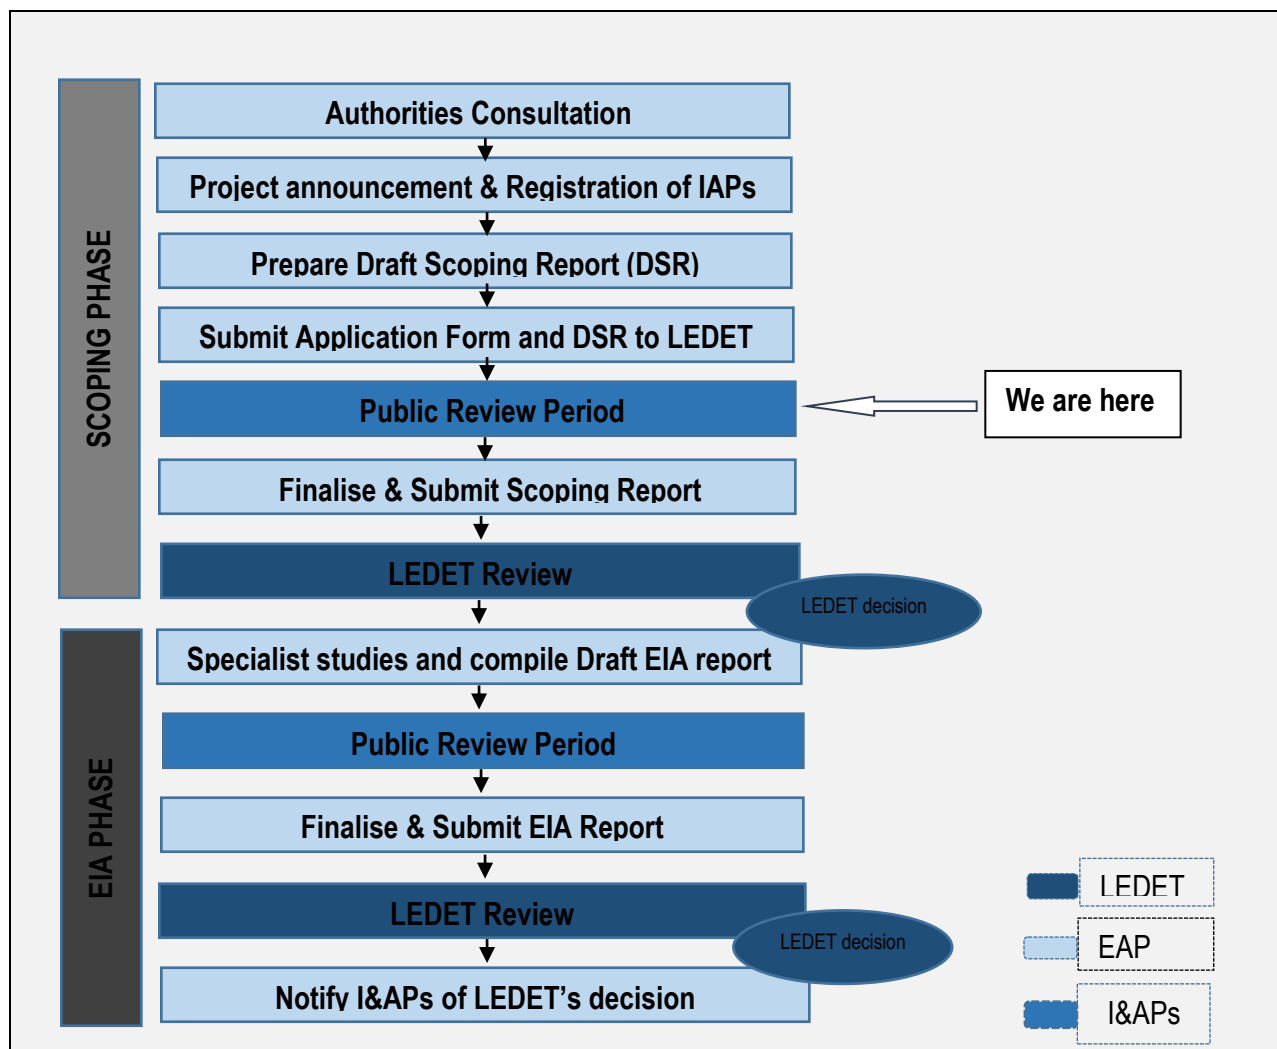 SCOPING PHASE
Authorities Consultation
Project announcement & Registration of IAPs
Prepare Draft Scoping Report (DSR)
Submit Application Form and DSR to LEDET
Public Review Period
We are here
Finalise & Submit Scoping Report
LEDET Review
LEDET decision
EIA PHASE
Specialist studies and compile Draft EIA report
Public Review Period
Finalise & Submit EIA Report
LEDET Review
LEDET decision
Notify I&APs of LEDET’s decision
LEDET
EAP
I&APs